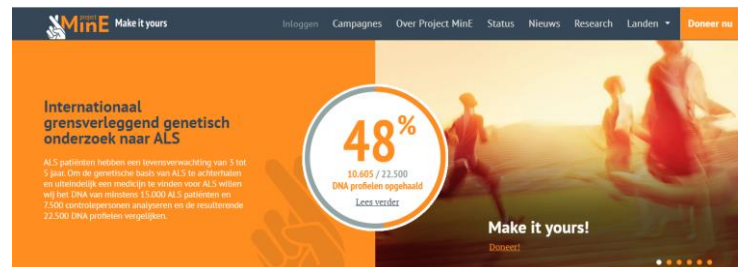 project
MinE Make it yours
Inloggen Campagnes Over Project MinE Status Nieuws Research Landen Doneer nu
Internationaal
grensverleggend genetisch
onderzoek naar ALS
ALS patiënten hebben een levensverwachting van 3 tot
5 jaar. Om de genetische basis van ALS te achterhalen
en uiteindelijk een medicijn te vinden voor ALS willen
wij het DNA van minstens 15.000 ALS patiënten en
7.500 controlepersonen analyseren en de resulterende
22.500 DNA profielen vergelijken.
48%
10.605 / 22.500
DNA profielen opgehaald
Lees verder
Make it yours!
Doneer!